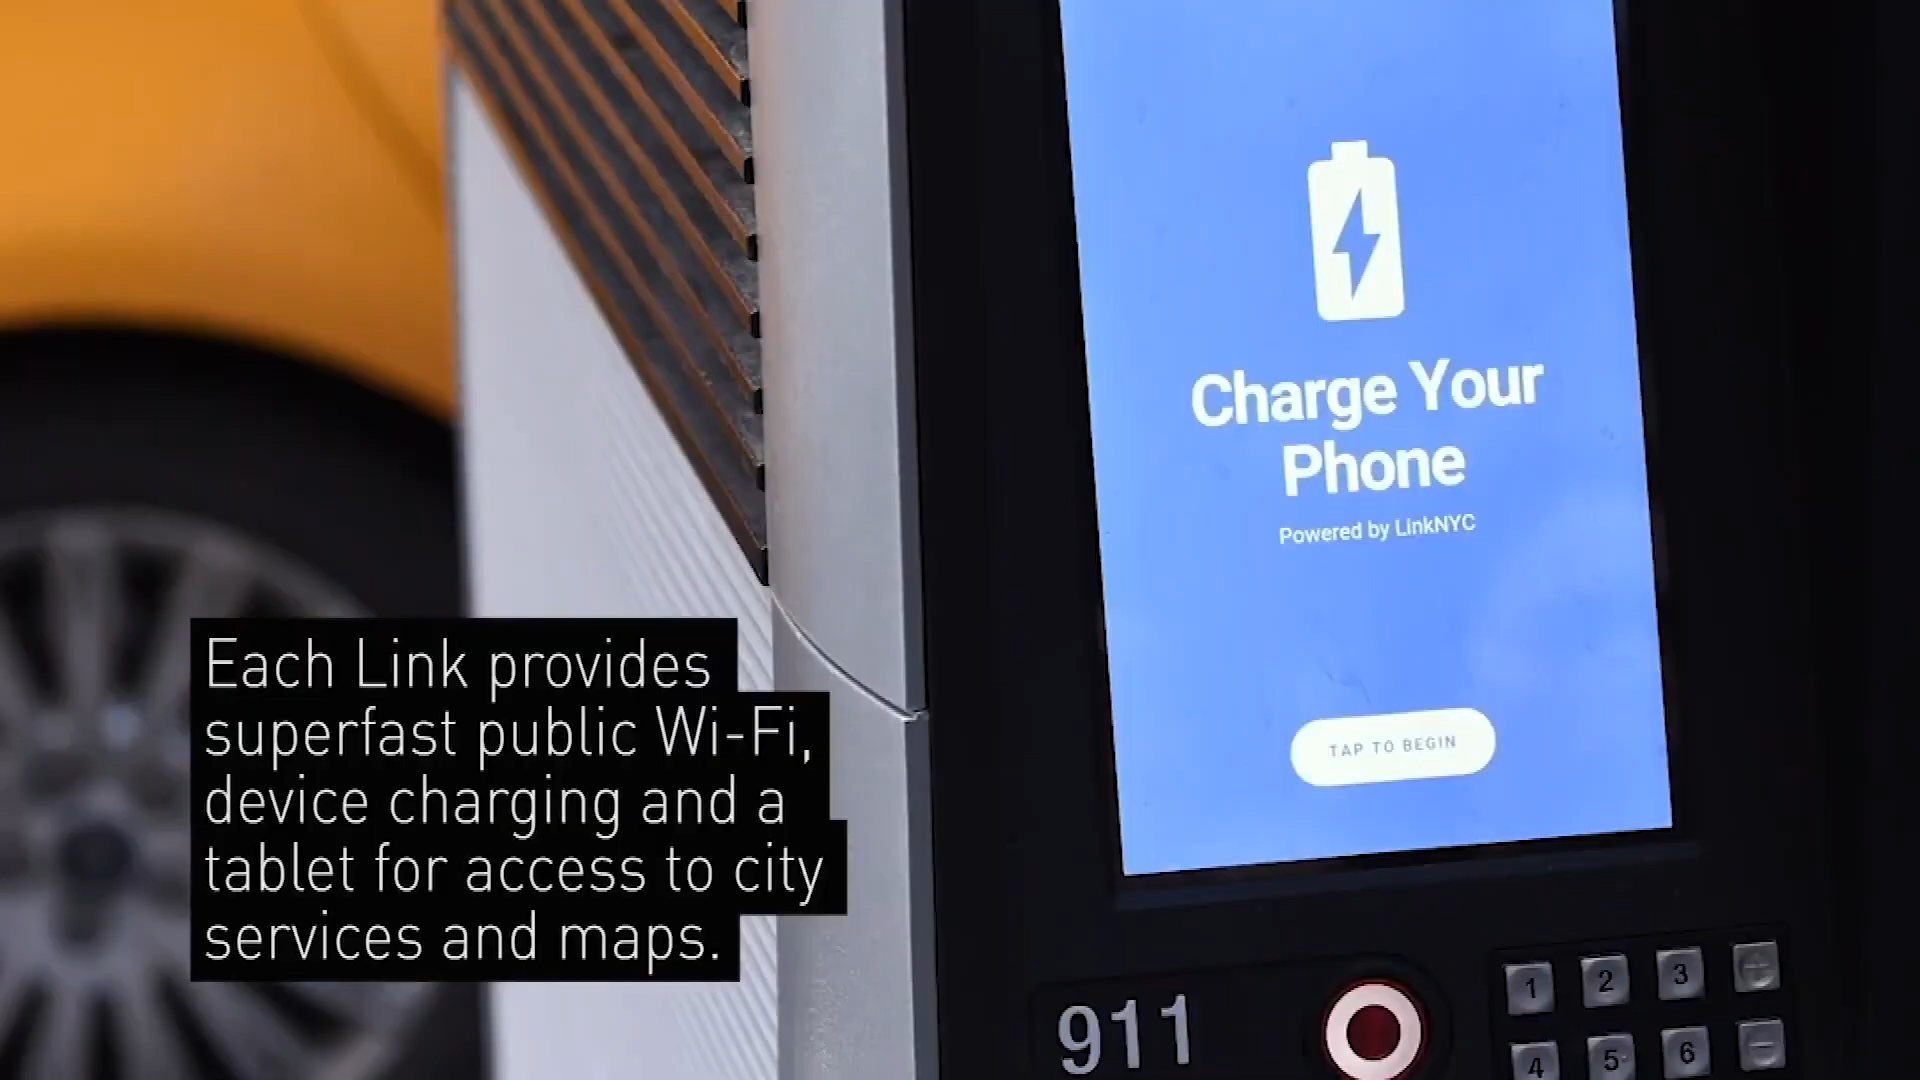 Charge Your
Phone
Powered by LinkNYC
TAP TO BEGIN
Each Link provides
superfast public Wi-Fi,
device charging and a
tablet for access to city
services and maps.
911
1 2 3 +
4 5 6 -